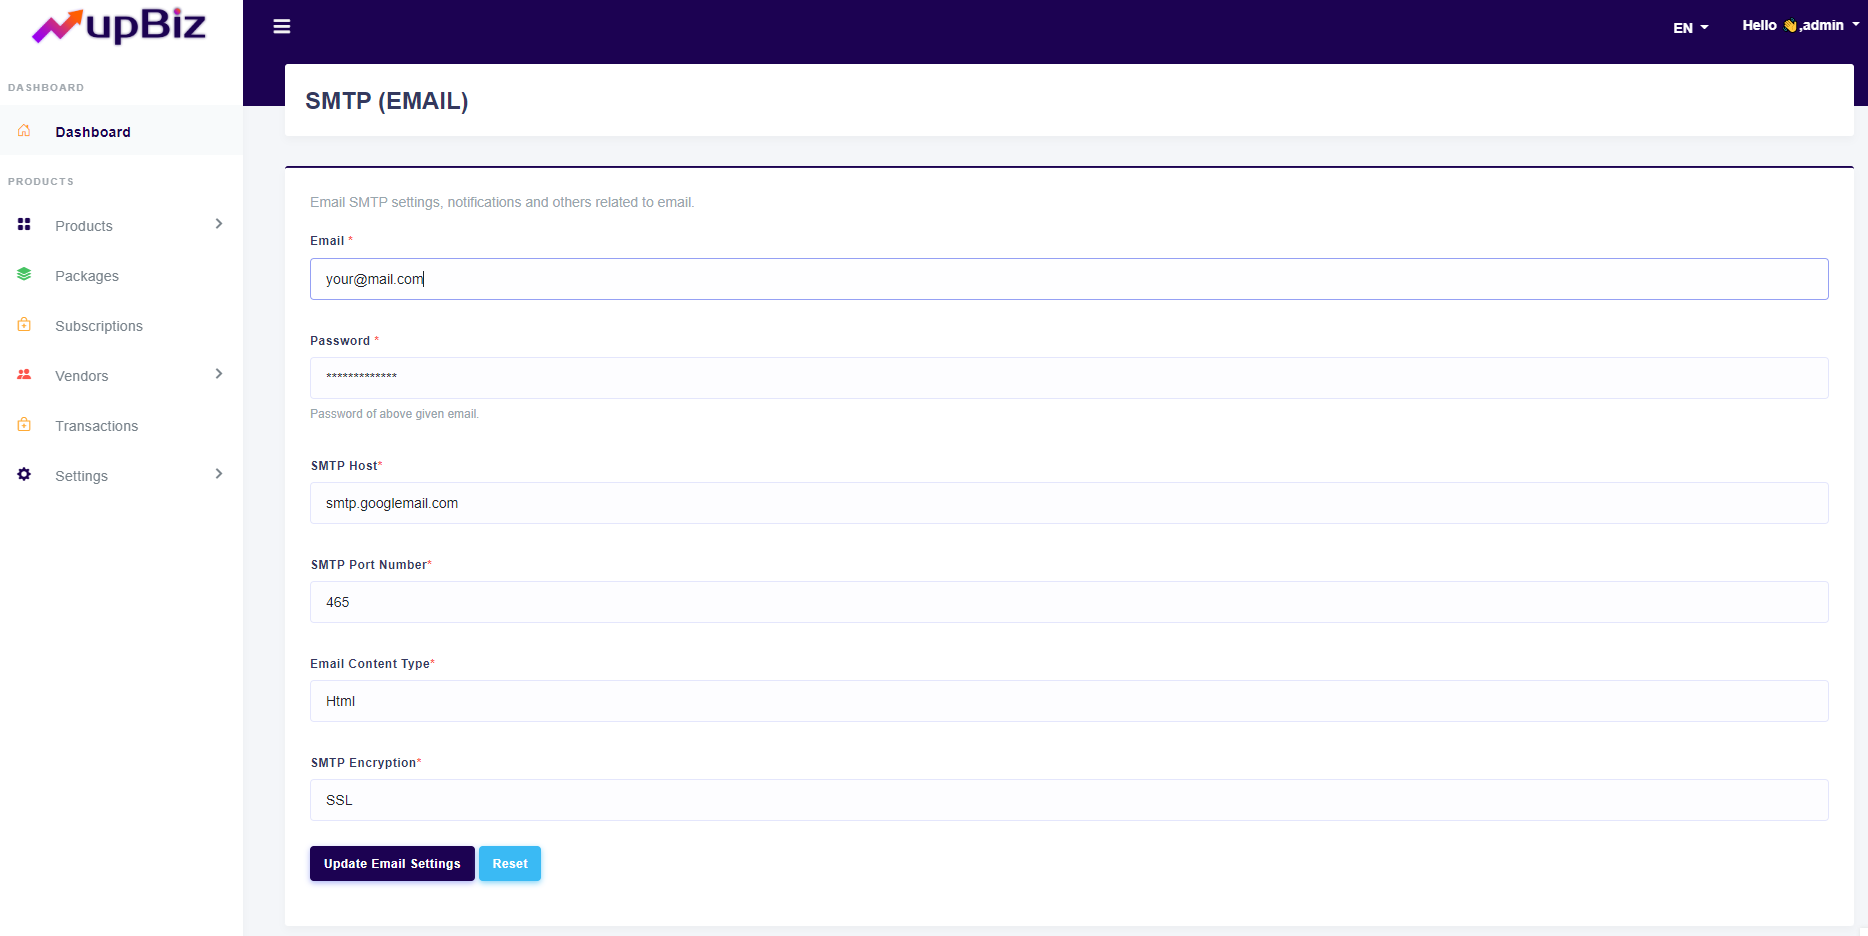 upBiz
EN
Hello 👋,admin
DASHBOARD
Dashboard
PRODUCTS
Products
Packages
Subscriptions
Vendors
Transactions
Settings
SMTP (EMAIL)
Email SMTP settings, notifications and others related to email.
Email *
your@mail.com
Password *
*************
Password of above given email.
SMTP Host*
smtp.googlemail.com
SMTP Port Number*
465
Email Content Type*
Html
SMTP Encryption*
SSL
Update Email Settings
Reset